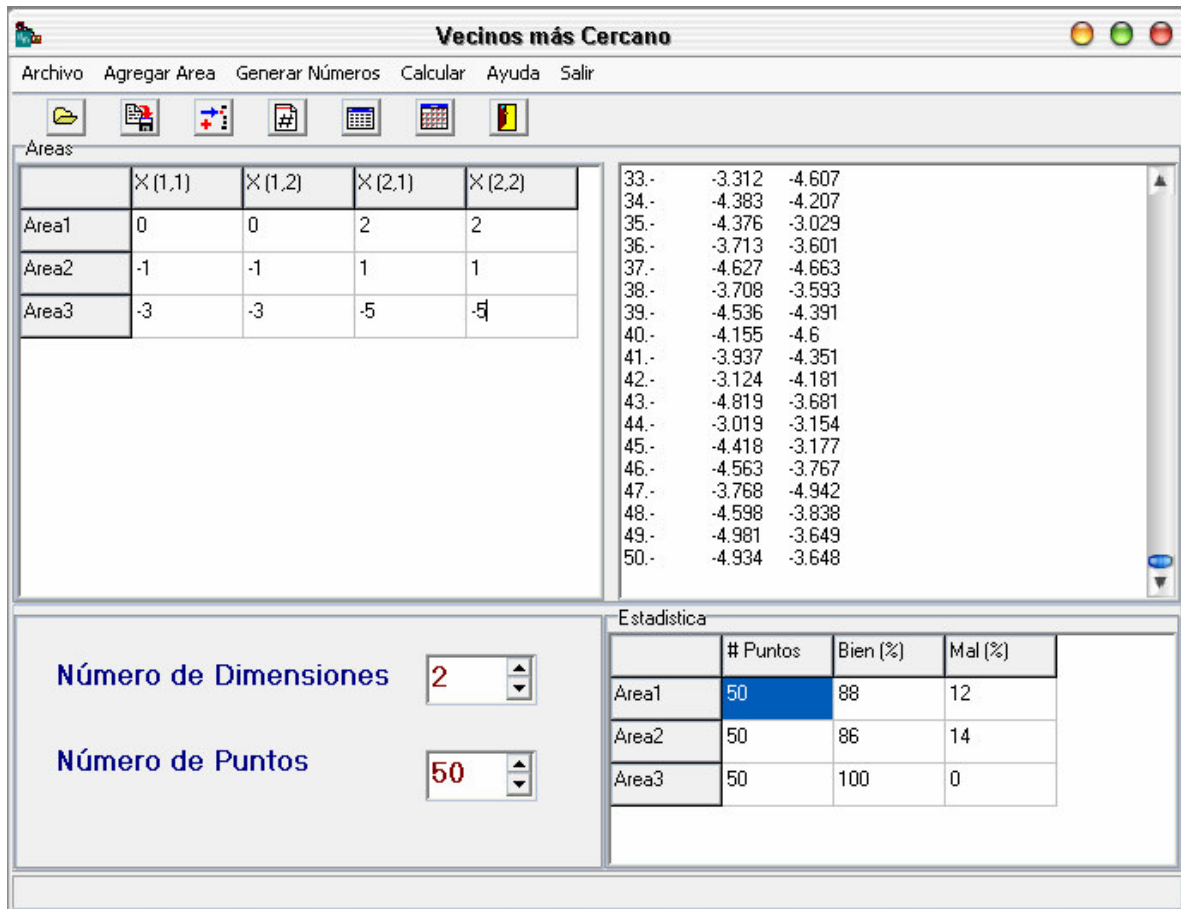 Vecinos más Cercano
Archivo Agregar Area Generar Números Calcular Ayuda Salir
Areas
X (1,1) X (1,2) X (2,1) X (2,2)
Area1 0 0 2 2
Area2 -1 -1 1 1
Area3 -3 -3 -5 -5
33.- -3.312 -4.607
34.- -4.383 -4.207
35.- -4.376 -3.029
36.- -3.713 -3.601
37.- -4.627 -4.663
38.- -3.708 -3.593
39.- -4.536 -4.391
40.- -4.155 -4.6
41.- -3.937 -4.351
42.- -3.124 -4.181
43.- -4.819 -3.681
44.- -3.019 -3.154
45.- -4.418 -3.177
46.- -4.563 -3.767
47.- -3.768 -4.942
48.- -4.598 -3.838
49.- -4.981 -3.649
50.- -4.934 -3.648
Número de Dimensiones 2
Número de Puntos 50
Estadistica
# Puntos Bien (%) Mal (%)
Area1 50 88 12
Area2 50 86 14
Area3 50 100 0